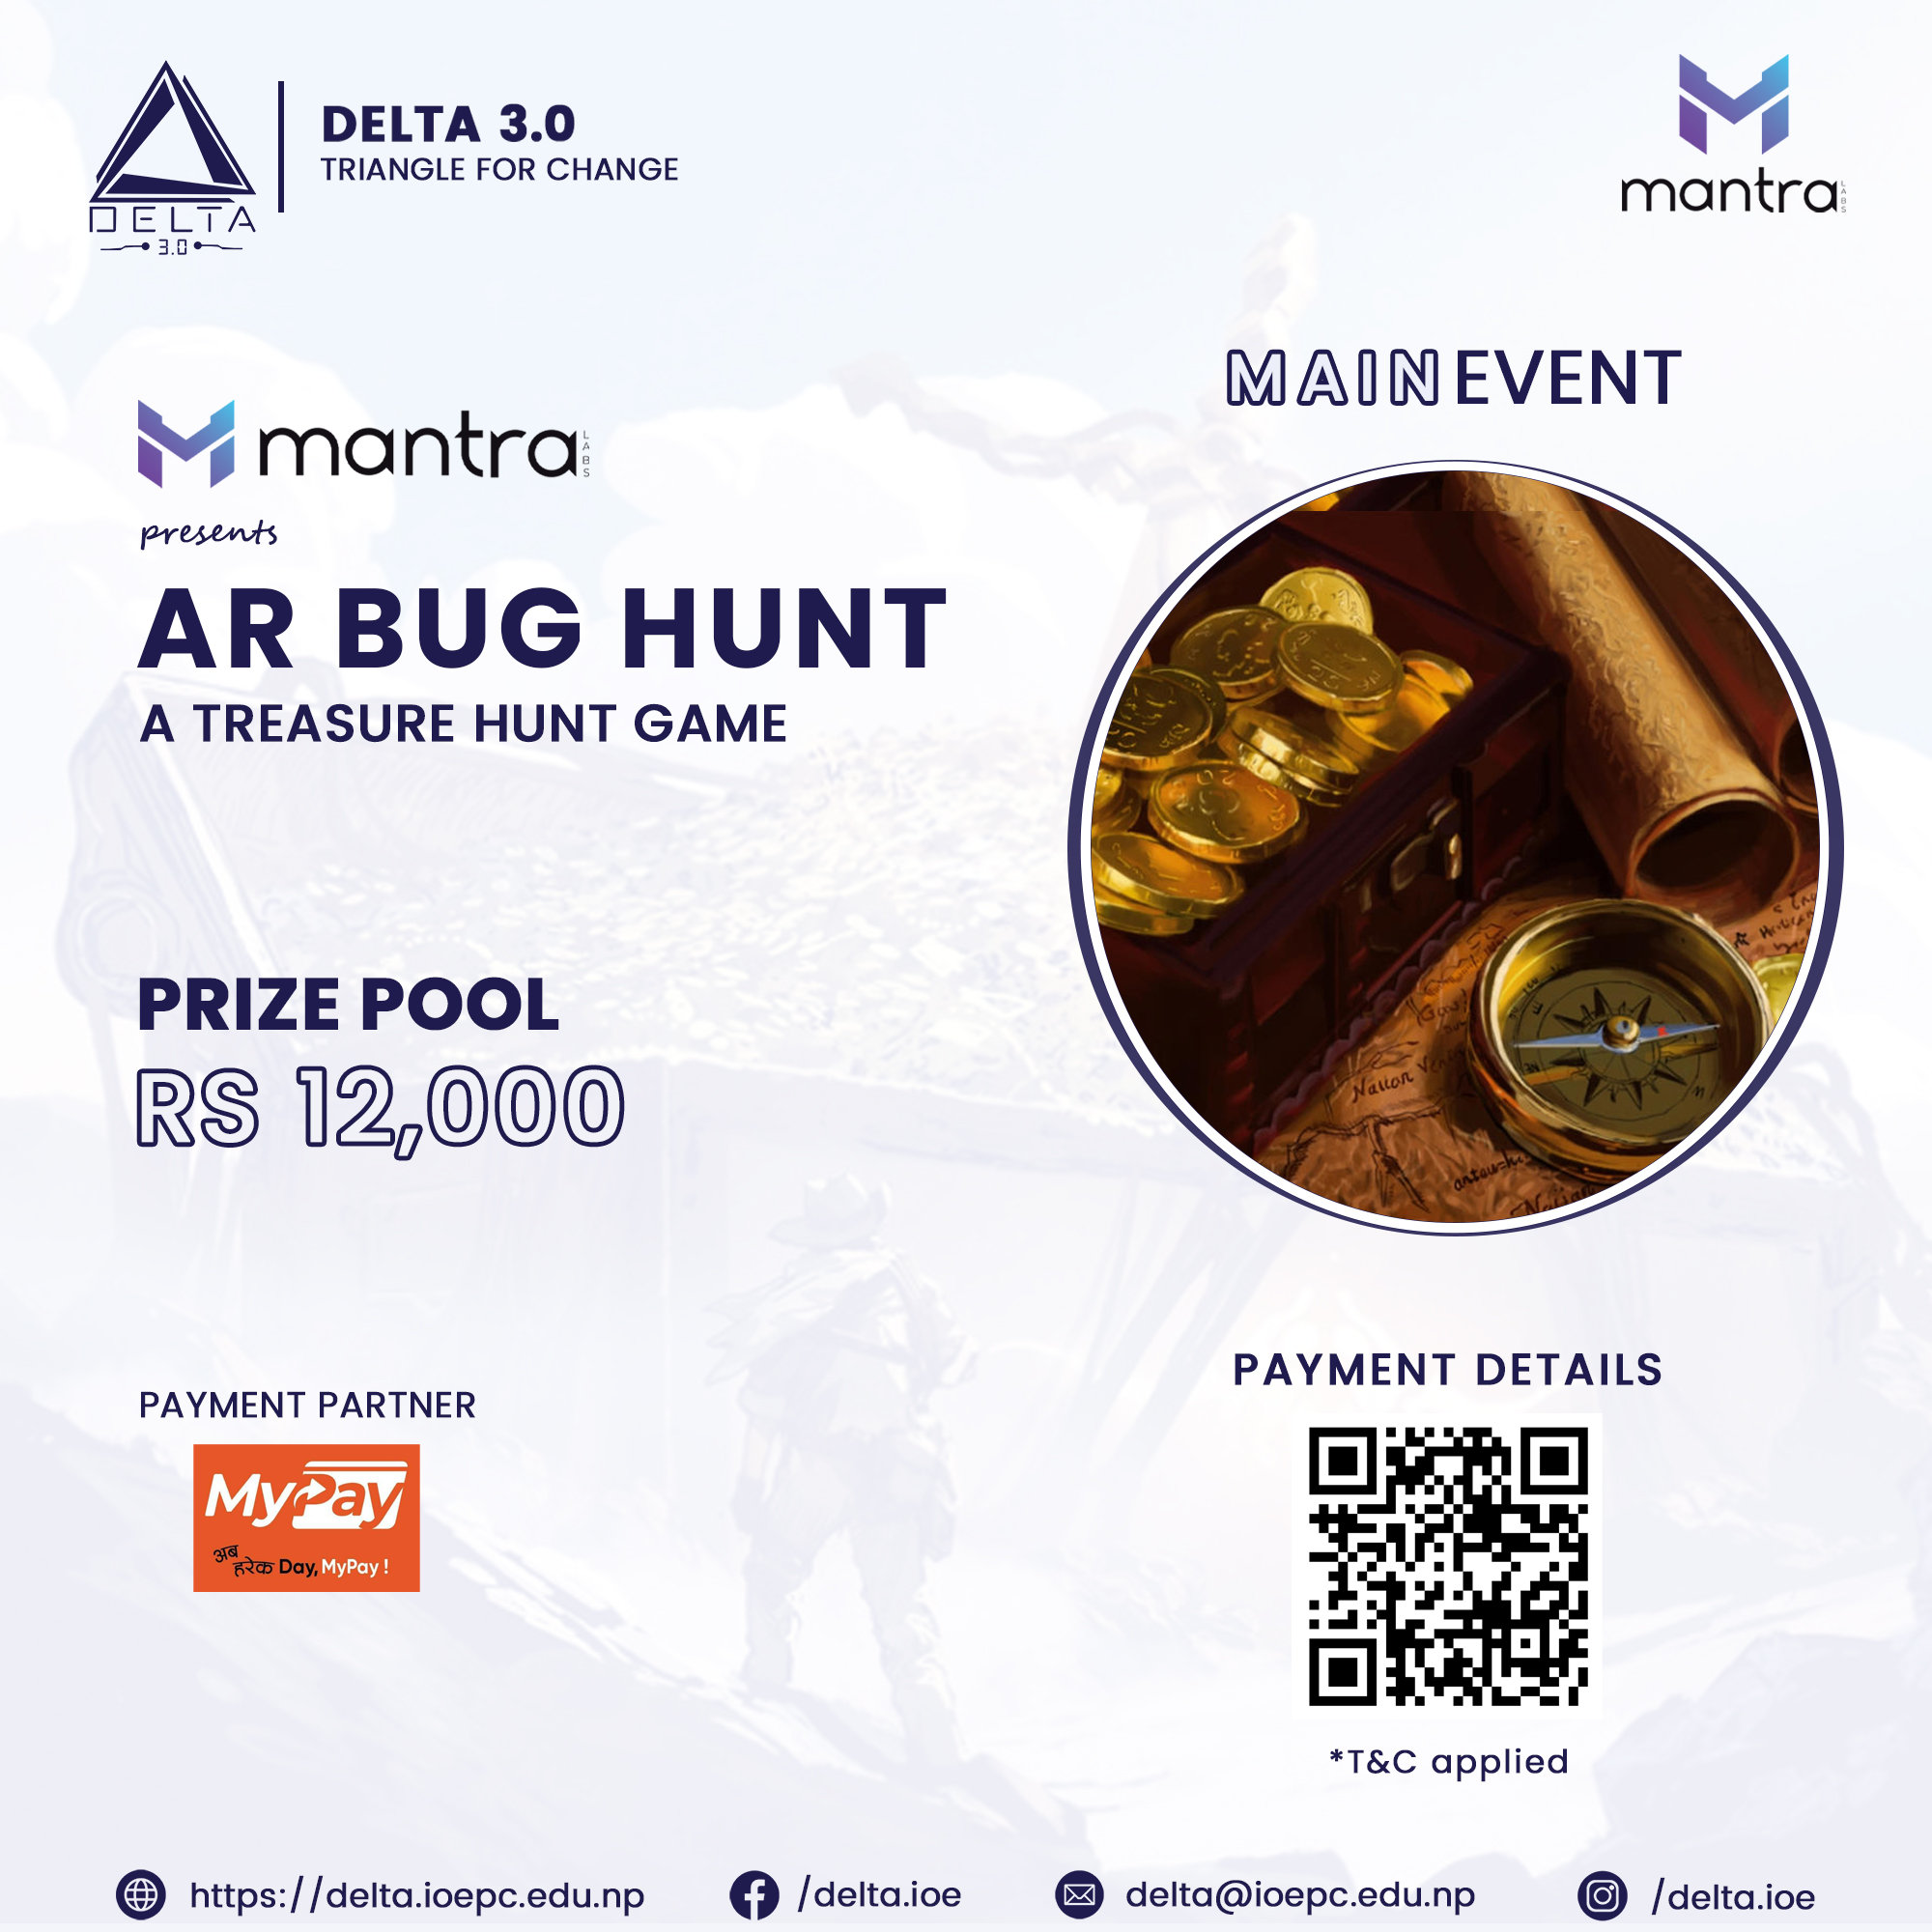 DELTA 3.0
TRIANGLE FOR CHANGE
DELTA
3.0
mantra
LABS
MAIN EVENT
mantra
LABS
presents
AR BUG HUNT
A TREASURE HUNT GAME
PRIZE POOL
RS 12,000
PAYMENT PARTNER
MyPay
अब
हरेक Day, MyPay !
PAYMENT DETAILS
*T&C applied
https://delta.ioepc.edu.np
/delta.ioe
delta@ioepc.edu.np
/delta.ioe